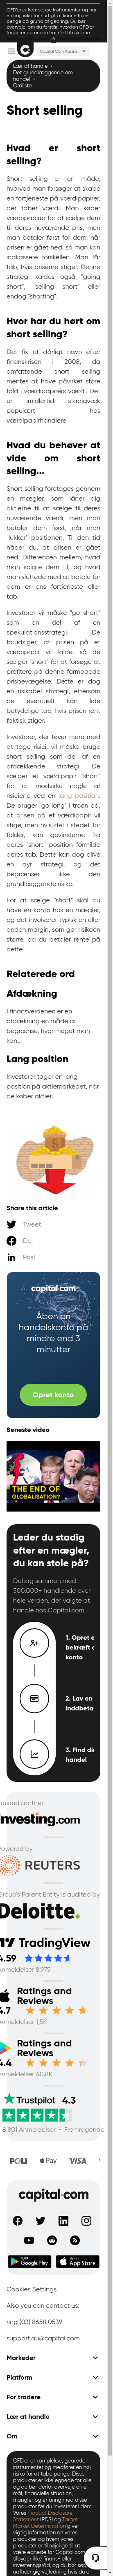 CFD'er er komplekse instrumenter og har
en høj risiko for hurtigt at kunne tabe
penge på grund af gearing. Du bør
overveje, om du forstår, hvordan CFD'er
fungerer og om du har råd til risiciene.
Capital Com Austra...
Lær at handle •
Det grundlæggende om
handel •
Ordliste
Short selling
Hvad er short
selling?
Short selling er en måde,
hvorpå man forsøger at skabe
en fortjeneste på værdipapirer,
der taber værdi. Man køber
værdipapirer eller aktier til
deres nuværende pris, når man
tror, at den er ved at falde, når
prisen er gået ned, så man kan
indkassere forskellen. Man får
tab, hvis priserne stiger. Denne
strategi kaldes også "going
short", "selling short" eller
endog "shorting".
Hvor har du hørt om
short selling?
Det fik et dårligt navn efter
finanskrisen i 2008, da
omfattende short selling
mentes at have påvirket store
fald i værdipapirers værdi. Det
er imidlertid stadigvæk
populært hos
værdipapirhandlere.
Hvad du behøver at
vide om short
selling...
Short selling foretages gennem
en mægler, som låner dig
aktierne til at sælge til deres
nuværende værdi, men man
betaler dem først, når man
"lukker" positionen. Til den tid
håber du, at prisen er gået
ned. Differencen mellem, hvad
man solgte dem til, og hvad
man sluttede med at betale for
dem er ens fortjeneste eller
tab.
Investorer vil måske "go short"
som en del af en
spekulationsstrategi. De
forudsiger, at prisen på et
værdipapir vil falde, så de
sælger "short" for at forsøge at
profitere på den formodede
prisbevægelse. Dette er dog
en risikabel strategi, eftersom
de eventuelt kan lide
betydelige tab, hvis prisen rent
faktisk stiger.
Investorer, der tøver mere med
at tage risici, vil måske bruge
short selling som del af en
afdækkende strategi. De
sælger et værdipapir "short"
for at modvirke nogle af
risiciene ved en lang position.
De bruger "go long" i tiltro på,
at prisen på et værdipapir vil
stige, men hvis det i stedet for
falder, kan gevinsterne fra
deres "short" position formilde
deres tab. Dette kan dog blive
en dyr strategi, og det
begrænser ikke den
grundlæggende risiko.
For at sælge "short" skal du
have en konto hos en mægler,
og det involverer typisk en eller
anden margin, som gør risikoen
større, da du betaler rente på
dette.
Relaterede ord
Afdækning
I finansverdenen er en
afdækning en måde at
begrænse, hvor meget man
kan...
Lang position
Investorer tager en lang
position på aktiemarkedet, når
de køber aktier...
Share this article
Tweet
Del
Post
capital.com
Åben en
handelskonto på
mindre end 3
minutter
Opret konto
Seneste video
THE END OF
GLOBALISATION?
Leder du stadig
efter en mægler,
du kan stole på?
Deltag sammen med
500.000+ handlende over
hele verden, der valgte at
handle hos Capital.com
1. Opret o
bekræft d
konto
2. Lav en
indbeta
3. Find di
handel
Trusted partner
Investing.com
Powered by
REUTERS
Group's Parent Entity is audited by
Deloitte.
TradingView
4.59
Anmeldelser 8,975
Ratings and
Reviews
4.7
Anmeldelser 1,5K
Ratings and
Reviews
4.4
Anmeldelser 40,8K
Trustpilot 4.3
8,801 Anmeldelser • Fremragende
POLi
Pay
VISA
capital.com
Google Play
App Store
Cookies Settings
Also you can contact us:
ring (03) 8658 0539
support.au@capital.com
Markeder
Platform
For tradere
Lær at handle
Om
CFD'er er komplekse, gearede
instrumenter med en høj risiko
for at tabe penge. Disse
produkter er ikke egnede for alle,
og du bør sætte dig ind i de
involverede risici, rettigheder og
forpligtelser forbundet med
disse produkter før du investerer
i dem. Vores Product Disclosure
Statement (PDS) og Target
Market Determination giver
vigtig information om vores
produkter og hvem vores
produkter er tilsigtede til at
være egnede for. Capital.com
tilbyder ikke finans- eller
investeringsråd, og du bør søge